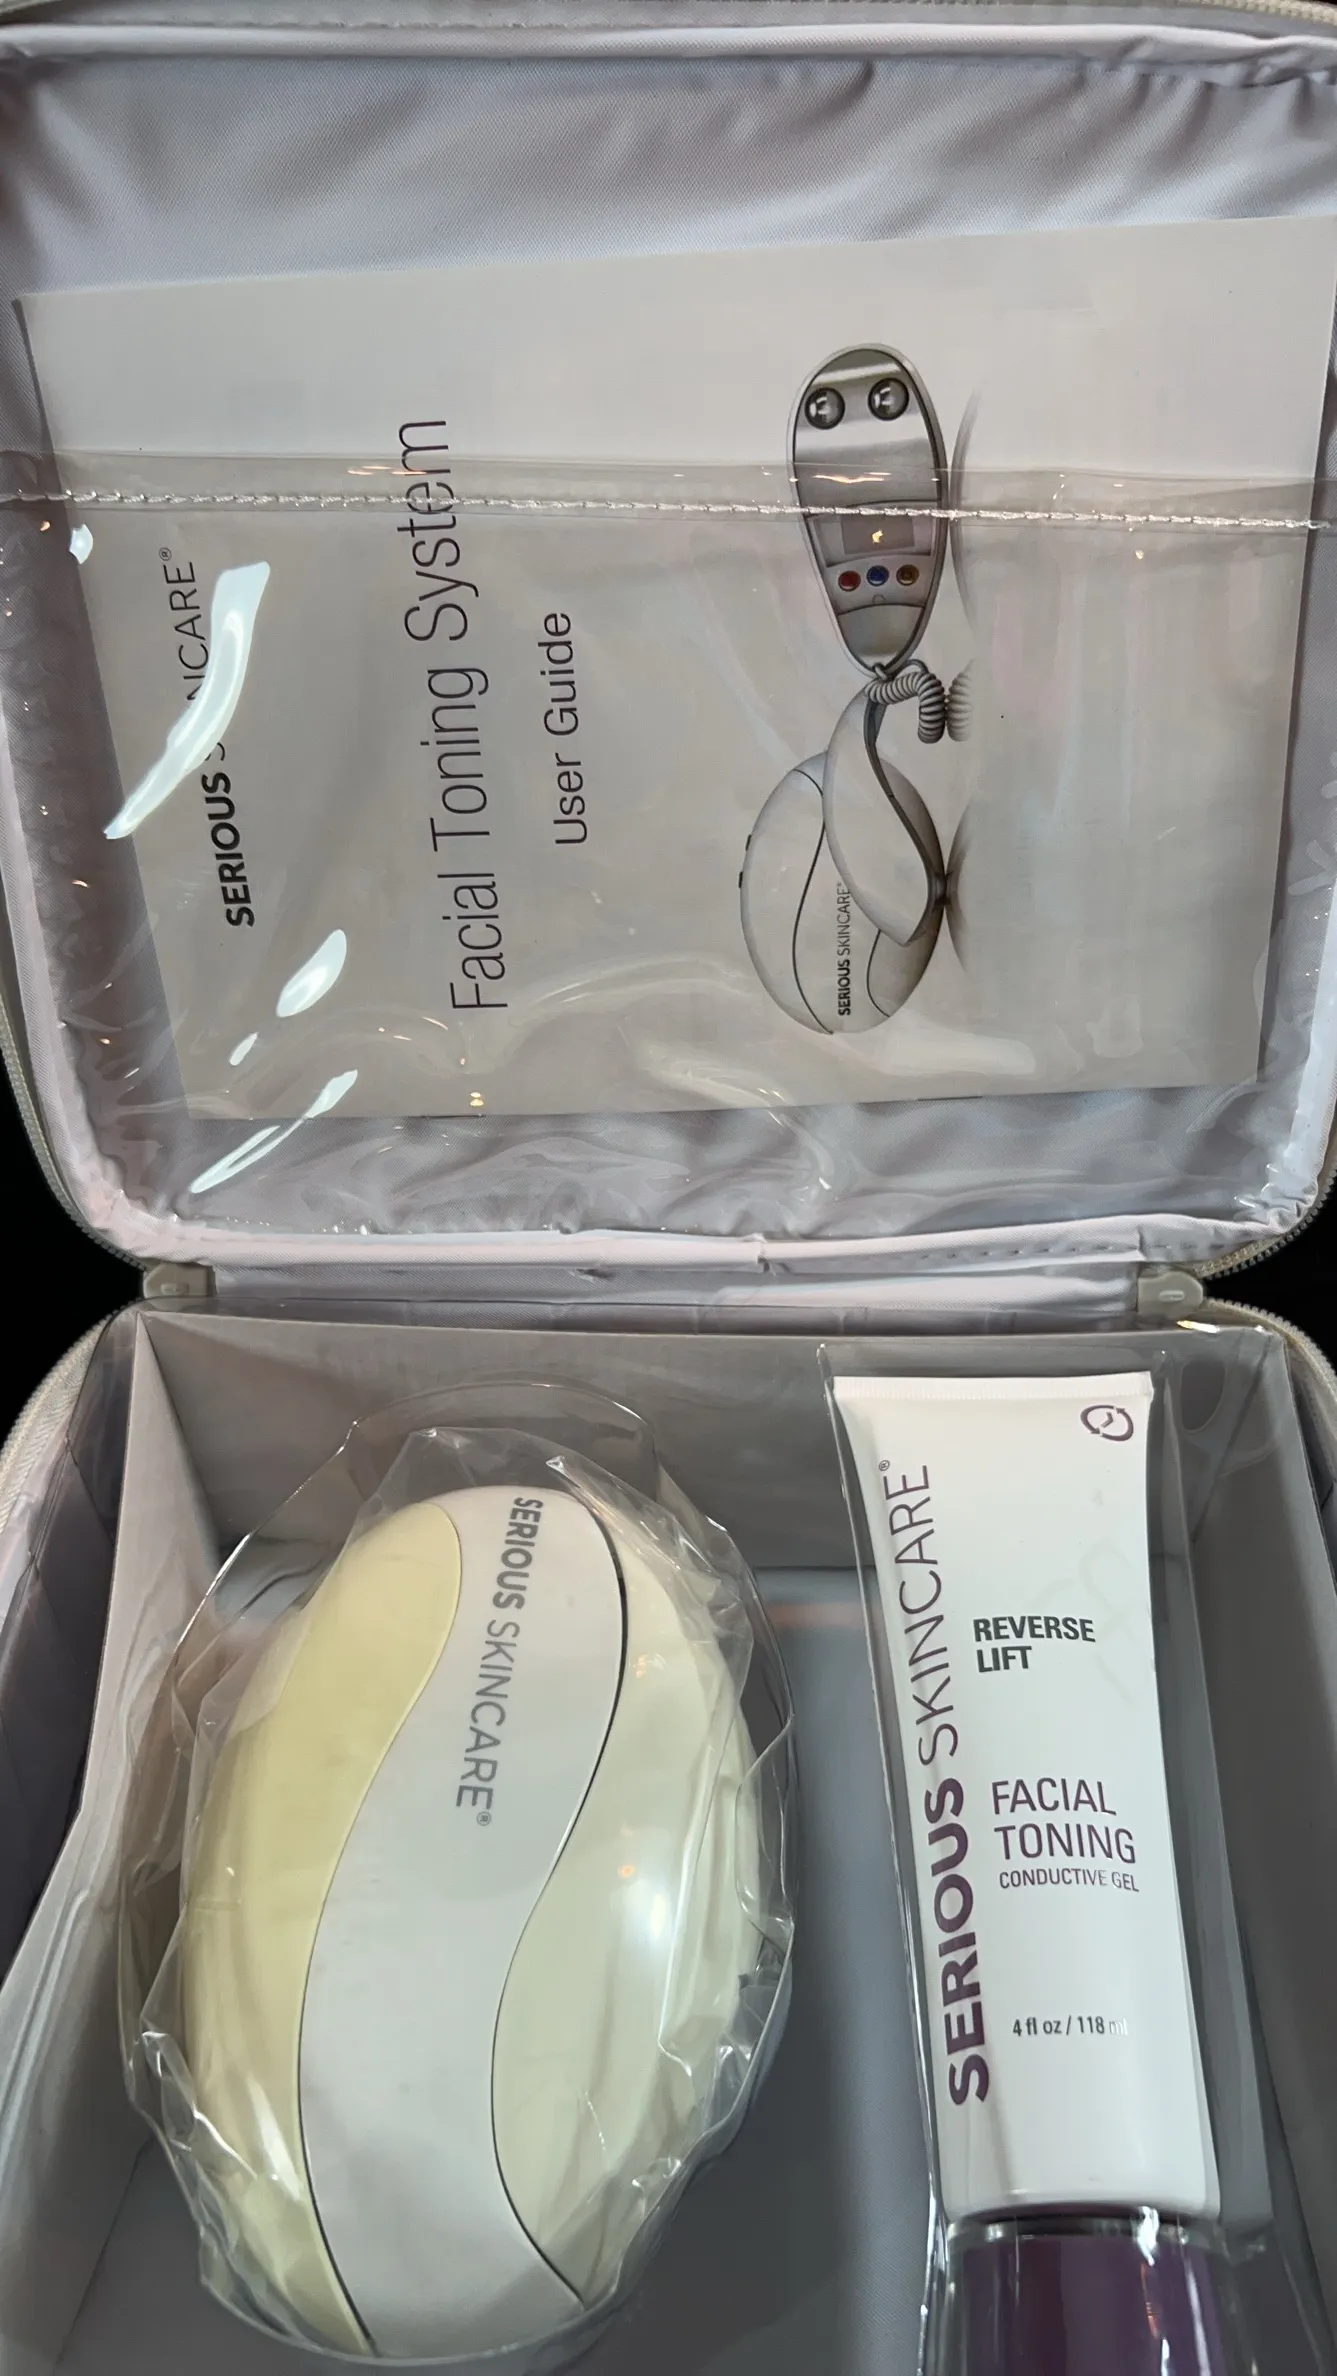 SERIOUS SKINCARE®
Facial Toning System
User Guide
SERIOUS SKINCARE®
SERIOUS SKINCARE®
SERIOUS SKINCARE®
REVERSE
LIFT
FACIAL
TONING
CONDUCTIVE GEL
4 fl oz / 118 ml